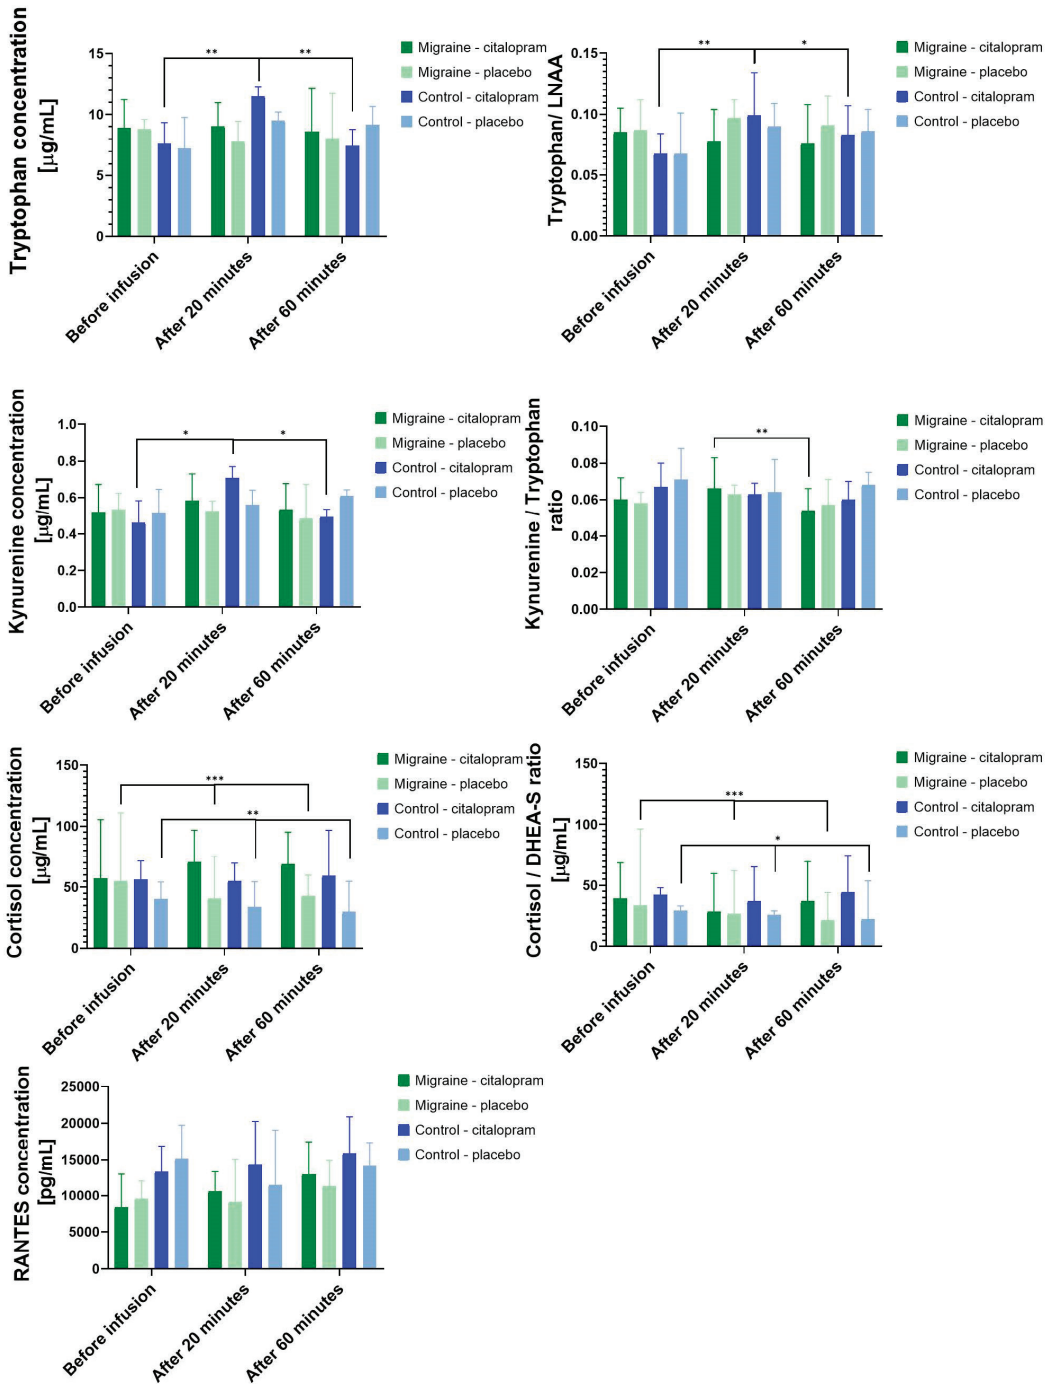 Tryptophan concentration
[µg/mL]
15
10
5
0
**
**
Before infusion
After 20 minutes
After 60 minutes
Migraine - citalopram
Migraine - placebo
Control - citalopram
Control - placebo
Tryptophan/ LNAA
0.15
0.10
0.05
0.00
**
*
Before infusion
After 20 minutes
After 60 minutes
Migraine - citalopram
Migraine - placebo
Control - citalopram
Control - placebo
Kynurenine concentration
[µg/mL]
1.0
0.8
0.6
0.4
0.2
0.0
*
*
Before infusion
After 20 minutes
After 60 minutes
Migraine - citalopram
Migraine - placebo
Control - citalopram
Control - placebo
Kynurenine / Tryptophan
ratio
0.10
0.08
0.06
0.04
0.02
0.00
**
Before infusion
After 20 minutes
After 60 minutes
Migraine - citalopram
Migraine - placebo
Control - citalopram
Control - placebo
Cortisol concentration
[µg/mL]
150
100
50
0
***
**
Before infusion
After 20 minutes
After 60 minutes
Migraine - citalopram
Migraine - placebo
Control - citalopram
Control - placebo
Cortisol / DHEA-S ratio
[µg/mL]
150
100
50
0
***
*
Before infusion
After 20 minutes
After 60 minutes
Migraine - citalopram
Migraine - placebo
Control - citalopram
Control - placebo
RANTES concentration
[pg/mL]
25000
20000
15000
10000
5000
0
Before infusion
After 20 minutes
After 60 minutes
Migraine - citalopram
Migraine - placebo
Control - citalopram
Control - placebo